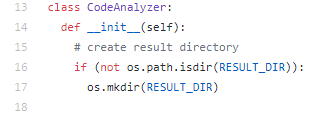 13 class CodeAnalyzer:
14   def __init__(self):
15     # create result directory
16     if (not os.path.isdir(RESULT_DIR)):
17       os.mkdir(RESULT_DIR)
18